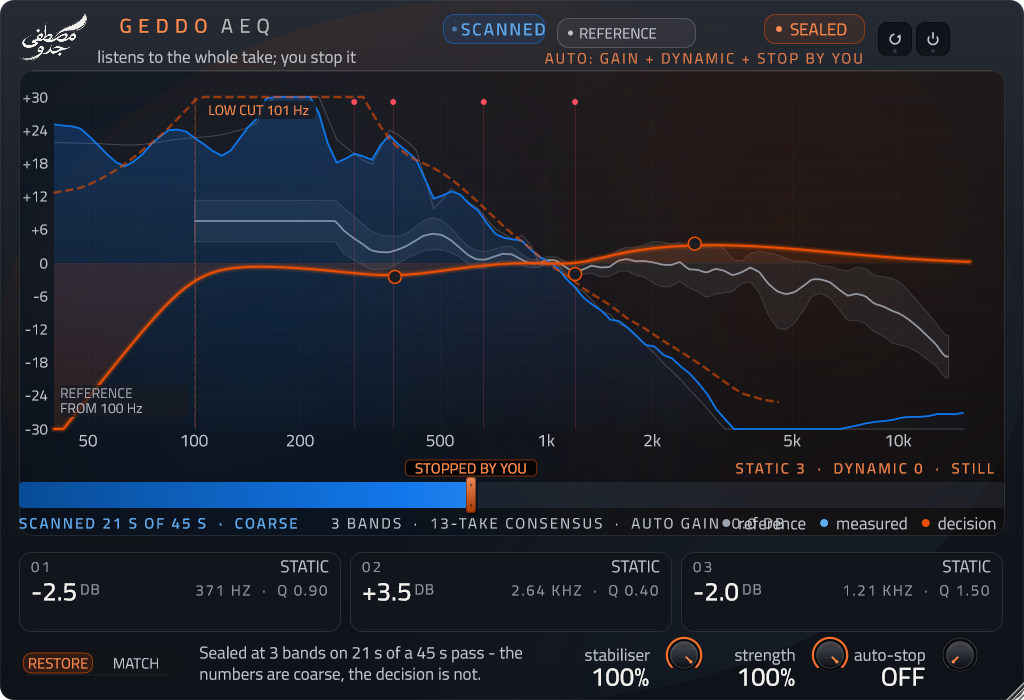 مصطفى
جدو
GEDDO AEQ
SCANNED
REFERENCE
SEALED
listens to the whole take; you stop it
AUTO: GAIN + DYNAMIC + STOP BY YOU
+30
LOW CUT 101 Hz
+24
+18
+12
+6
0
-6
-12
-18
-24
REFERENCE
FROM 100 Hz
-30
50 100 200 500 1k 2k 5k 10k
STOPPED BY YOU
STATIC 3 · DYNAMIC 0 · STILL
SCANNED 21 S OF 45 S · COARSE 3 BANDS · 13-TAKE CONSENSUS · AUTO GAIN 0.0 DB
reference measured decision
01 STATIC
-2.5 DB 371 HZ · Q 0.90
02 STATIC
+3.5 DB 2.64 KHZ · Q 0.40
03 STATIC
-2.0 DB 1.21 KHZ · Q 1.50
RESTORE MATCH
Sealed at 3 bands on 21 s of a 45 s pass - the
numbers are coarse, the decision is not.
stabiliser
100%
strength
100%
auto-stop
OFF